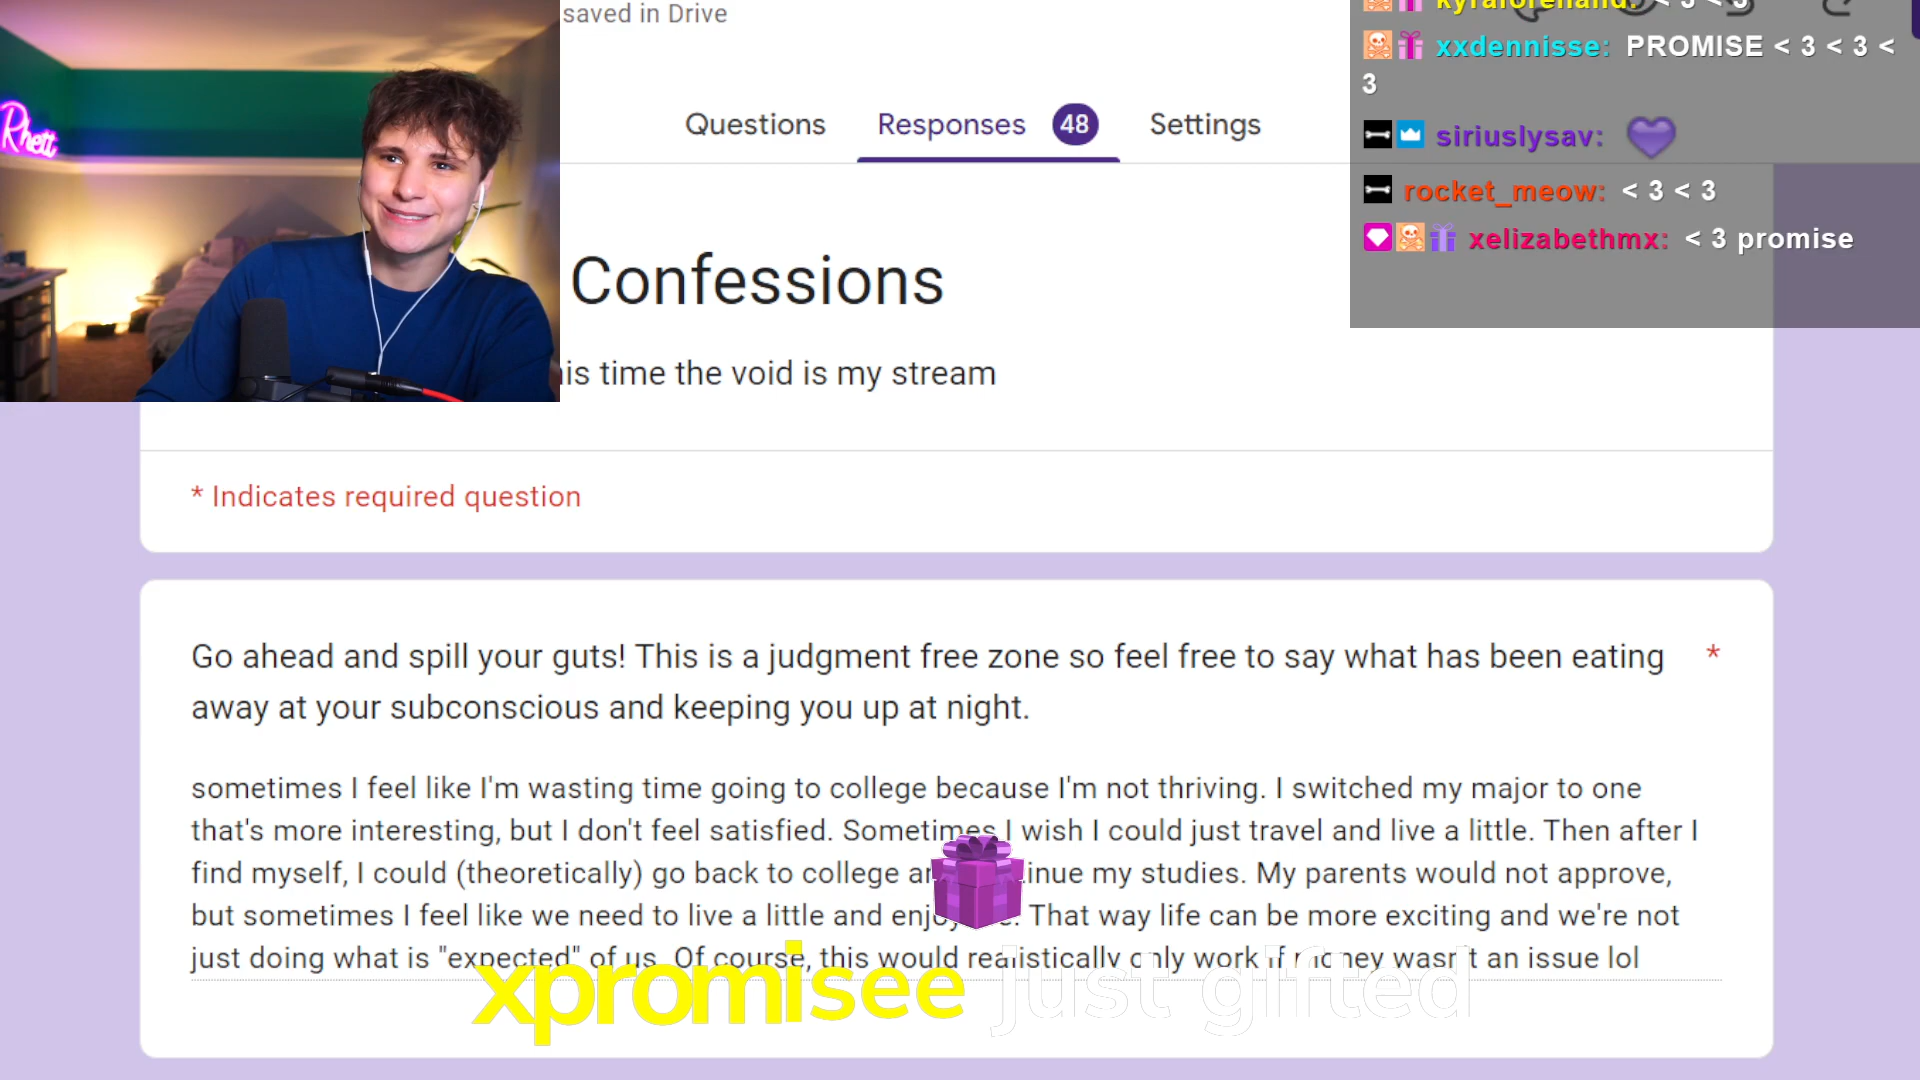 saved in Drive
Questions Responses 48 Settings
Rhett
Confessions
is time the void is my stream
* Indicates required question
Go ahead and spill your guts! This is a judgment free zone so feel free to say what has been eating *
away at your subconscious and keeping you up at night.
sometimes I feel like I'm wasting time going to college because I'm not thriving. I switched my major to one
that's more interesting, but I don't feel satisfied. Sometimes I wish I could just travel and live a little. Then after I
find myself, I could (theoretically) go back to college an inue my studies. My parents would not approve,
but sometimes I feel like we need to live a little and enj That way life can be more exciting and we're not
just doing what is "expected" of us. Of course, this would realistically only work if money wasn't an issue lol
xpromisee just gifted
kyraforehand: < 3 < 3
xxdennisse: PROMISE < 3 < 3 <
3
siriuslysav:
rocket_meow: < 3 < 3
xelizabethmx: < 3 promise